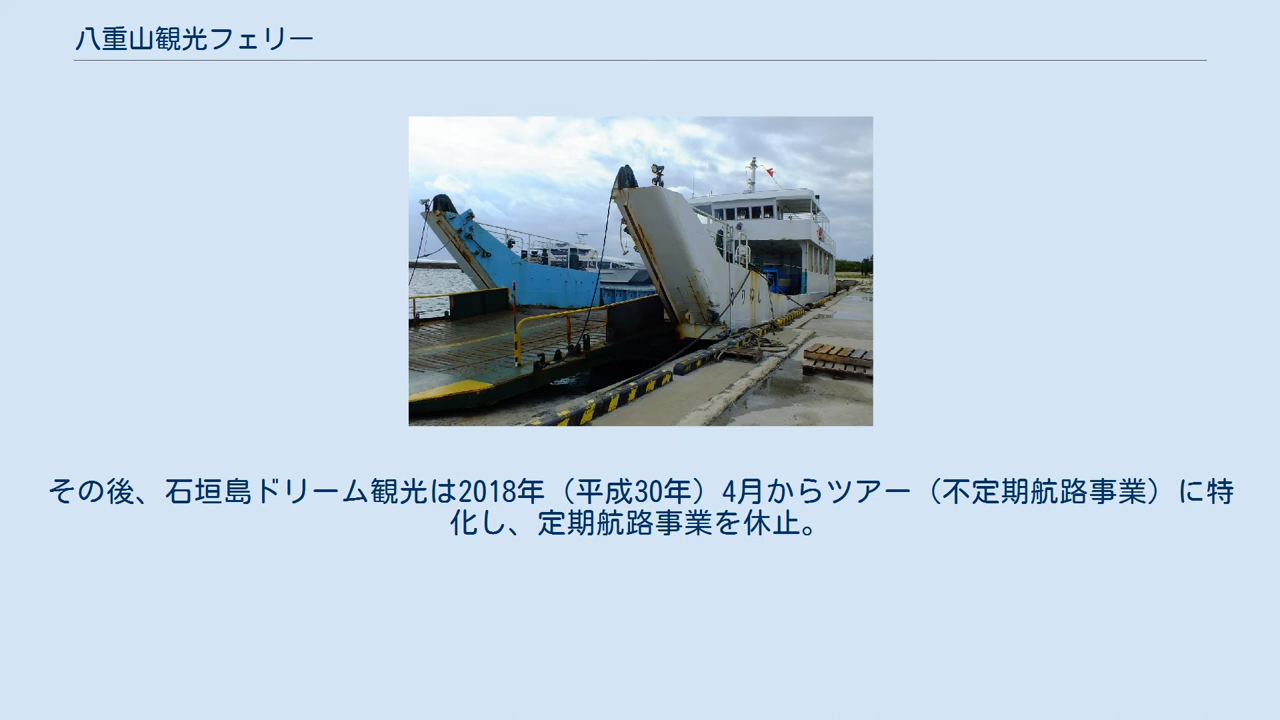 八重山観光フェリー
その後、石垣島ドリーム観光は2018年（平成30年）4月からツアー（不定期航路事業）に特
化し、定期航路事業を休止。